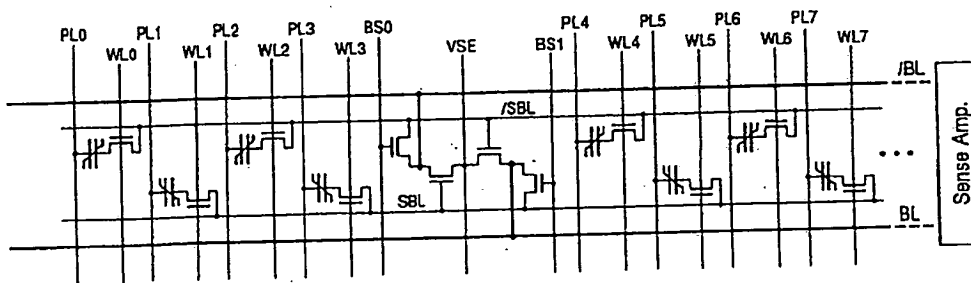 PL0 WL0 PL1 WL1 PL2 WL2 PL3 WL3 BS0 VSE BS1 PL4 WL4 PL5 WL5 PL6 WL6 PL7 WL7
/BL
/SBL
SBL
BL
Sense Amp.